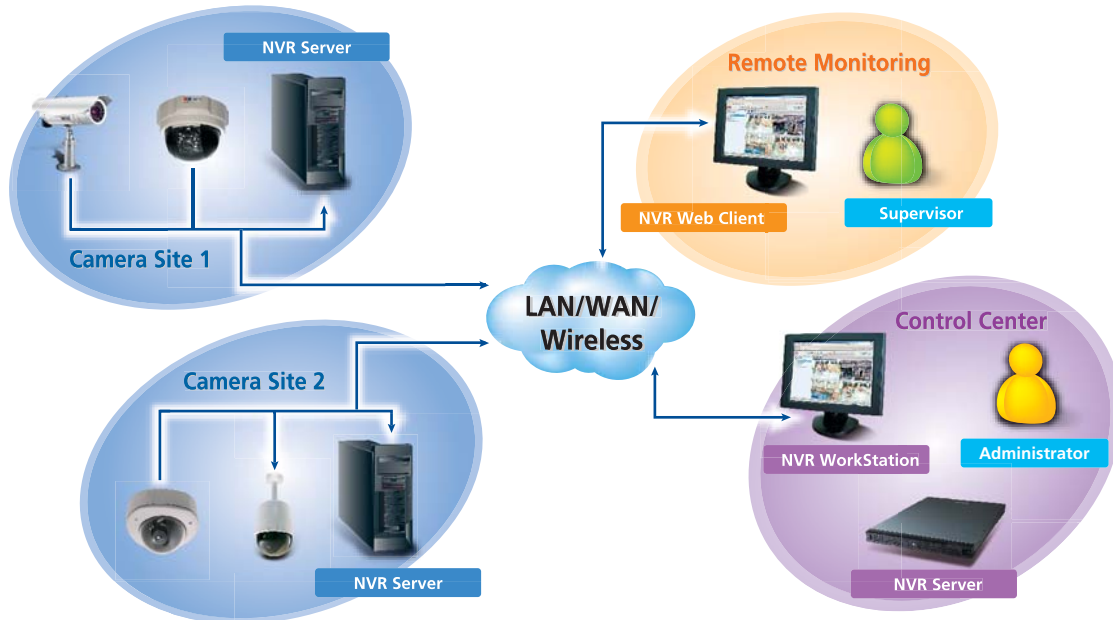 NVR Server
Camera Site 1
Remote Monitoring
NVR Web Client
Supervisor
LAN/WAN/
Wireless
Camera Site 2
NVR Server
Control Center
NVR WorkStation
Administrator
NVR Server